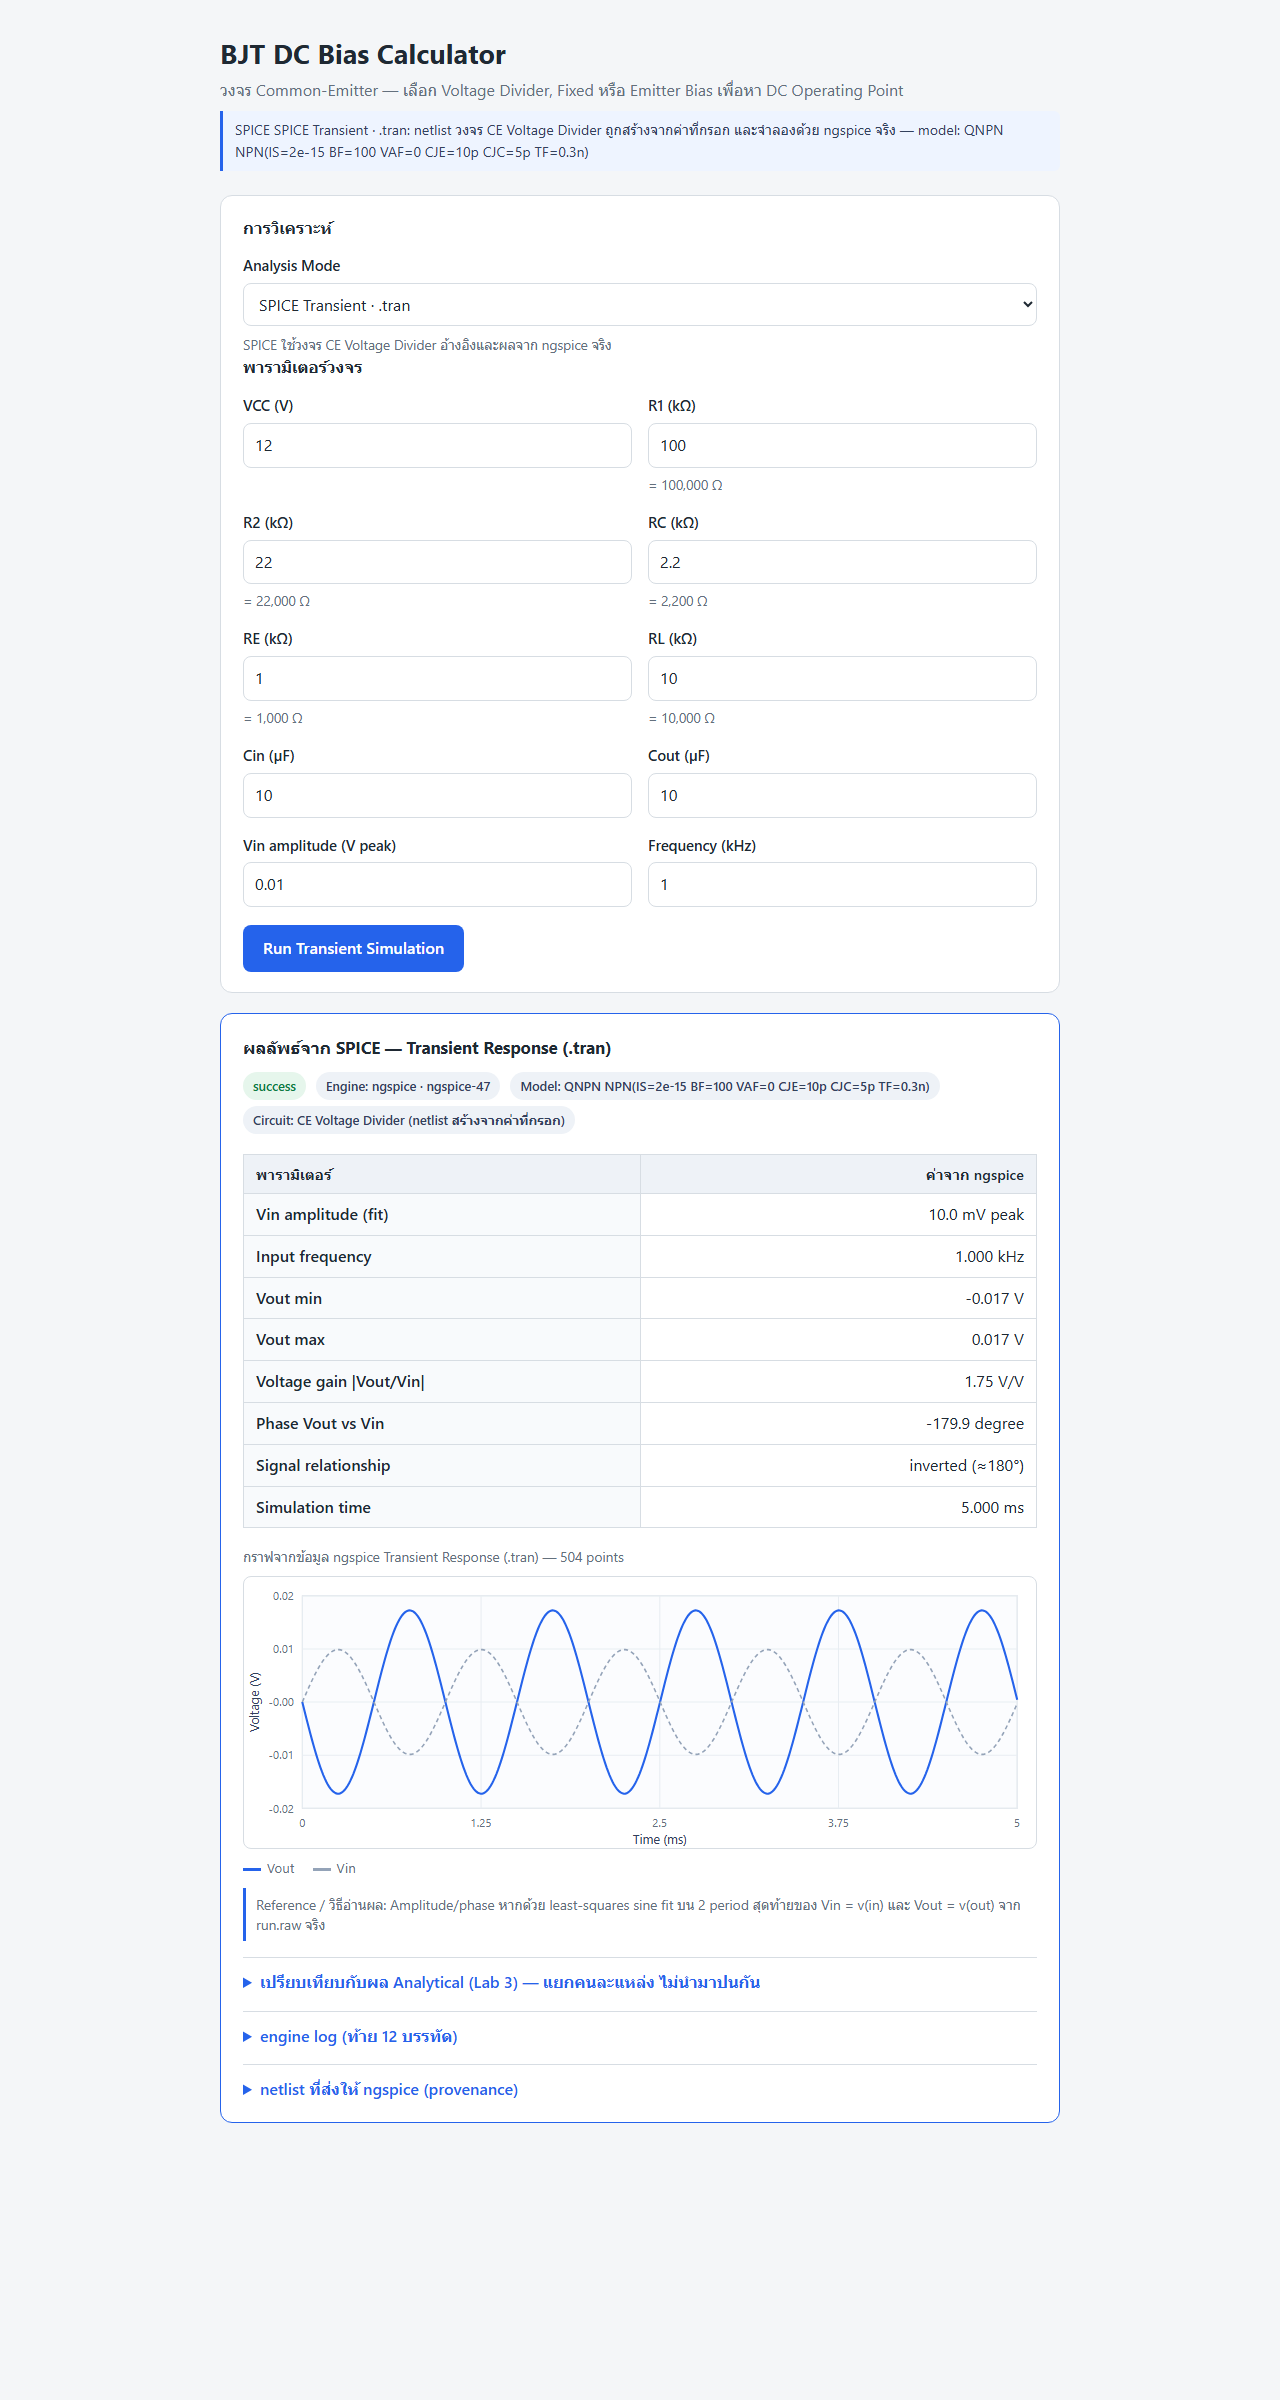 BJT DC Bias Calculator
วงจร Common-Emitter — เลือก Voltage Divider, Fixed หรือ Emitter Bias เพื่อหา DC Operating Point
SPICE SPICE Transient · .tran: netlist วงจร CE Voltage Divider ถูกสร้างจากค่าที่กรอก และจำลองด้วย ngspice จริง — model: QNPN
NPN(IS=2e-15 BF=100 VAF=0 CJE=10p CJC=5p TF=0.3n)
การวิเคราะห์
Analysis Mode
SPICE Transient · .tran
SPICE ใช้วงจร CE Voltage Divider อ้างอิงและผลจาก ngspice จริง
พารามิเตอร์วงจร
VCC (V)
R1 (kΩ)
12
100
= 100,000 Ω
R2 (kΩ)
RC (kΩ)
22
2.2
= 22,000 Ω
= 2,200 Ω
RE (kΩ)
RL (kΩ)
1
10
= 1,000 Ω
= 10,000 Ω
Cin (µF)
Cout (µF)
10
10
Vin amplitude (V peak)
Frequency (kHz)
0.01
1
Run Transient Simulation
ผลลัพธ์จาก SPICE — Transient Response (.tran)
success
Engine: ngspice · ngspice-47
Model: QNPN NPN(IS=2e-15 BF=100 VAF=0 CJE=10p CJC=5p TF=0.3n)
Circuit: CE Voltage Divider (netlist สร้างจากค่าที่กรอก)
พารามิเตอร์ ค่าจาก ngspice
Vin amplitude (fit) 10.0 mV peak
Input frequency 1.000 kHz
Vout min -0.017 V
Vout max 0.017 V
Voltage gain |Vout/Vin| 1.75 V/V
Phase Vout vs Vin -179.9 degree
Signal relationship inverted (≈180°)
Simulation time 5.000 ms
กราฟจากข้อมูล ngspice Transient Response (.tran) — 504 points
0.02
0.01
-0.00
-0.01
-0.02
Voltage (V)
0 1.25 2.5 3.75 5
Time (ms)
Vout Vin
Reference / วิธีอ่านผล: Amplitude/phase หาด้วย least-squares sine fit บน 2 period สุดท้ายของ Vin = v(in) และ Vout = v(out) จาก
run.raw จริง
▶ เปรียบเทียบกับผล Analytical (Lab 3) — แยกคนละแหล่ง ไม่นำมาปนกัน
▶ engine log (ท้าย 12 บรรทัด)
▶ netlist ที่ส่งให้ ngspice (provenance)